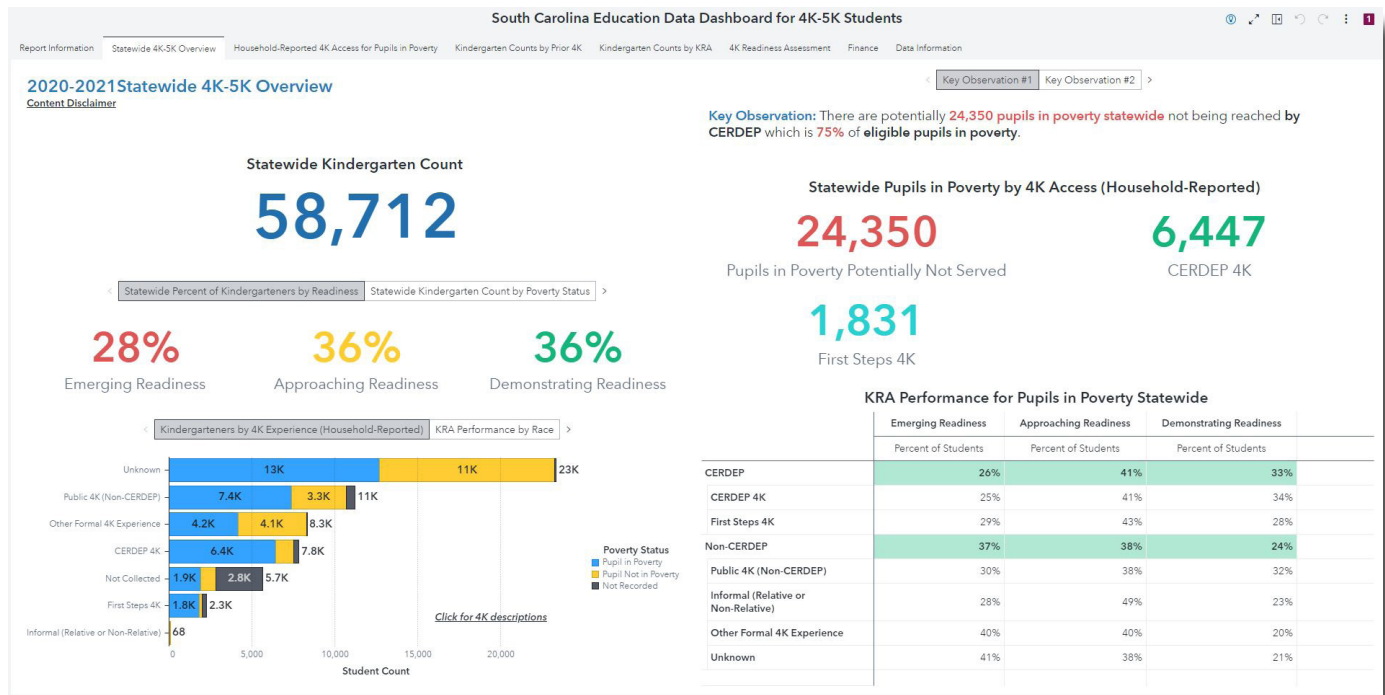 South Carolina Education Data Dashboard for 4K-5K Students
1
Report Information
Statewide 4K-5K Overview
Household-Reported 4K Access for Pupils in Poverty
Kindergarten Counts by Prior 4K
Kindergarten Counts by KRA
4K Readiness Assessment
Finance
Data Information
2020-2021Statewide 4K-5K Overview
Content Disclaimer
Statewide Kindergarten Count
58,712
Statewide Percent of Kindergarteners by Readiness
Statewide Kindergarten Count by Poverty Status
28%
Emerging Readiness
36%
Approaching Readiness
36%
Demonstrating Readiness
Kindergarteners by 4K Experience (Household-Reported)
KRA Performance by Race
Unknown 13K 11K 23K
Public 4K (Non-CERDEP) 7.4K 3.3K 11K
Other Formal 4K Experience 4.2K 4.1K 8.3K
CERDEP 4K 6.4K 7.8K
Not Collected 1.9K 2.8K 5.7K
First Steps 4K 1.8K 2.3K
Informal (Relative or Non-Relative) 68
0 5,000 10,000 15,000 20,000
Student Count
Click for 4K descriptions
Poverty Status
Pupil in Poverty
Pupil Not in Poverty
Not Recorded
Key Observation #1
Key Observation #2
Key Observation: There are potentially 24,350 pupils in poverty statewide not being reached by
CERDEP which is 75% of eligible pupils in poverty.
Statewide Pupils in Poverty by 4K Access (Household-Reported)
24,350
Pupils in Poverty Potentially Not Served
6,447
CERDEP 4K
1,831
First Steps 4K
KRA Performance for Pupils in Poverty Statewide
Emerging Readiness Approaching Readiness Demonstrating Readiness
Percent of Students Percent of Students Percent of Students
CERDEP 26% 41% 33%
CERDEP 4K 25% 41% 34%
First Steps 4K 29% 43% 28%
Non-CERDEP 37% 38% 24%
Public 4K (Non-CERDEP) 30% 38% 32%
Informal (Relative or
Non-Relative) 28% 49% 23%
Other Formal 4K Experience 40% 40% 20%
Unknown 41% 38% 21%